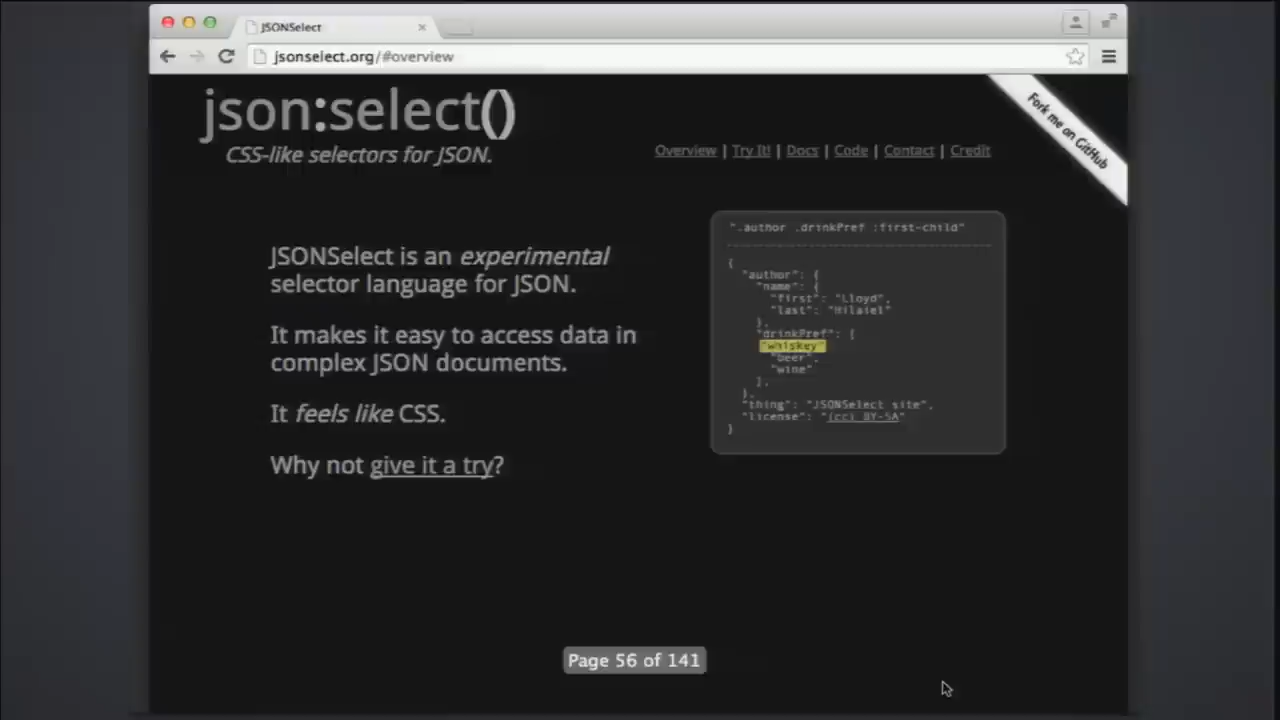 JSONSelect
jsonselect.org/#overview
json:select()
CSS-like selectors for JSON.
Overview | Try It! | Docs | Code | Contact | Credit
Fork me on GitHub
JSONSelect is an experimental
selector language for JSON.
It makes it easy to access data in
complex JSON documents.
It feels like CSS.
Why not give it a try?
".author .drinkPref :first-child"
{
"author": {
"name": {
"first": "Lloyd",
"last": "Hilaiel"
},
"drinkPref": [
"whiskey",
"beer",
"wine"
],
},
"thing": "JSONSelect site",
"license": "(cc) BY-SA"
}
Page 56 of 141